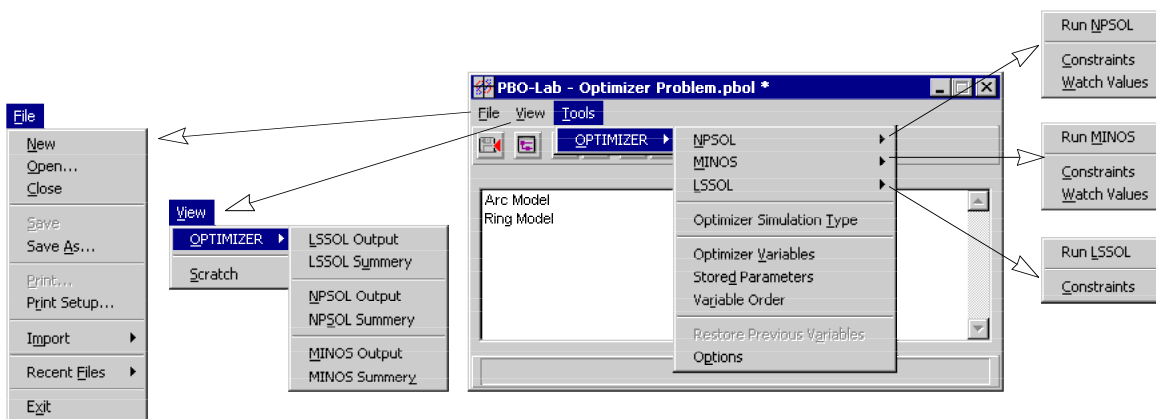 File
New
Open...
Close
Save
Save As...
Print...
Print Setup...
Import
Recent Files
Exit
View
OPTIMIZER
Scratch
LSSOL Output
LSSOL Summery
NPSOL Output
NPSOL Summery
MINOS Output
MINOS Summery
PBO-Lab - Optimizer Problem.pbol *
File View Tools
OPTIMIZER
Arc Model
Ring Model
NPSOL
MINOS
LSSOL
Optimizer Simulation Type
Optimizer Variables
Stored Parameters
Variable Order
Restore Previous Variables
Options
Run NPSOL
Constraints
Watch Values
Run MINOS
Constraints
Watch Values
Run LSSOL
Constraints